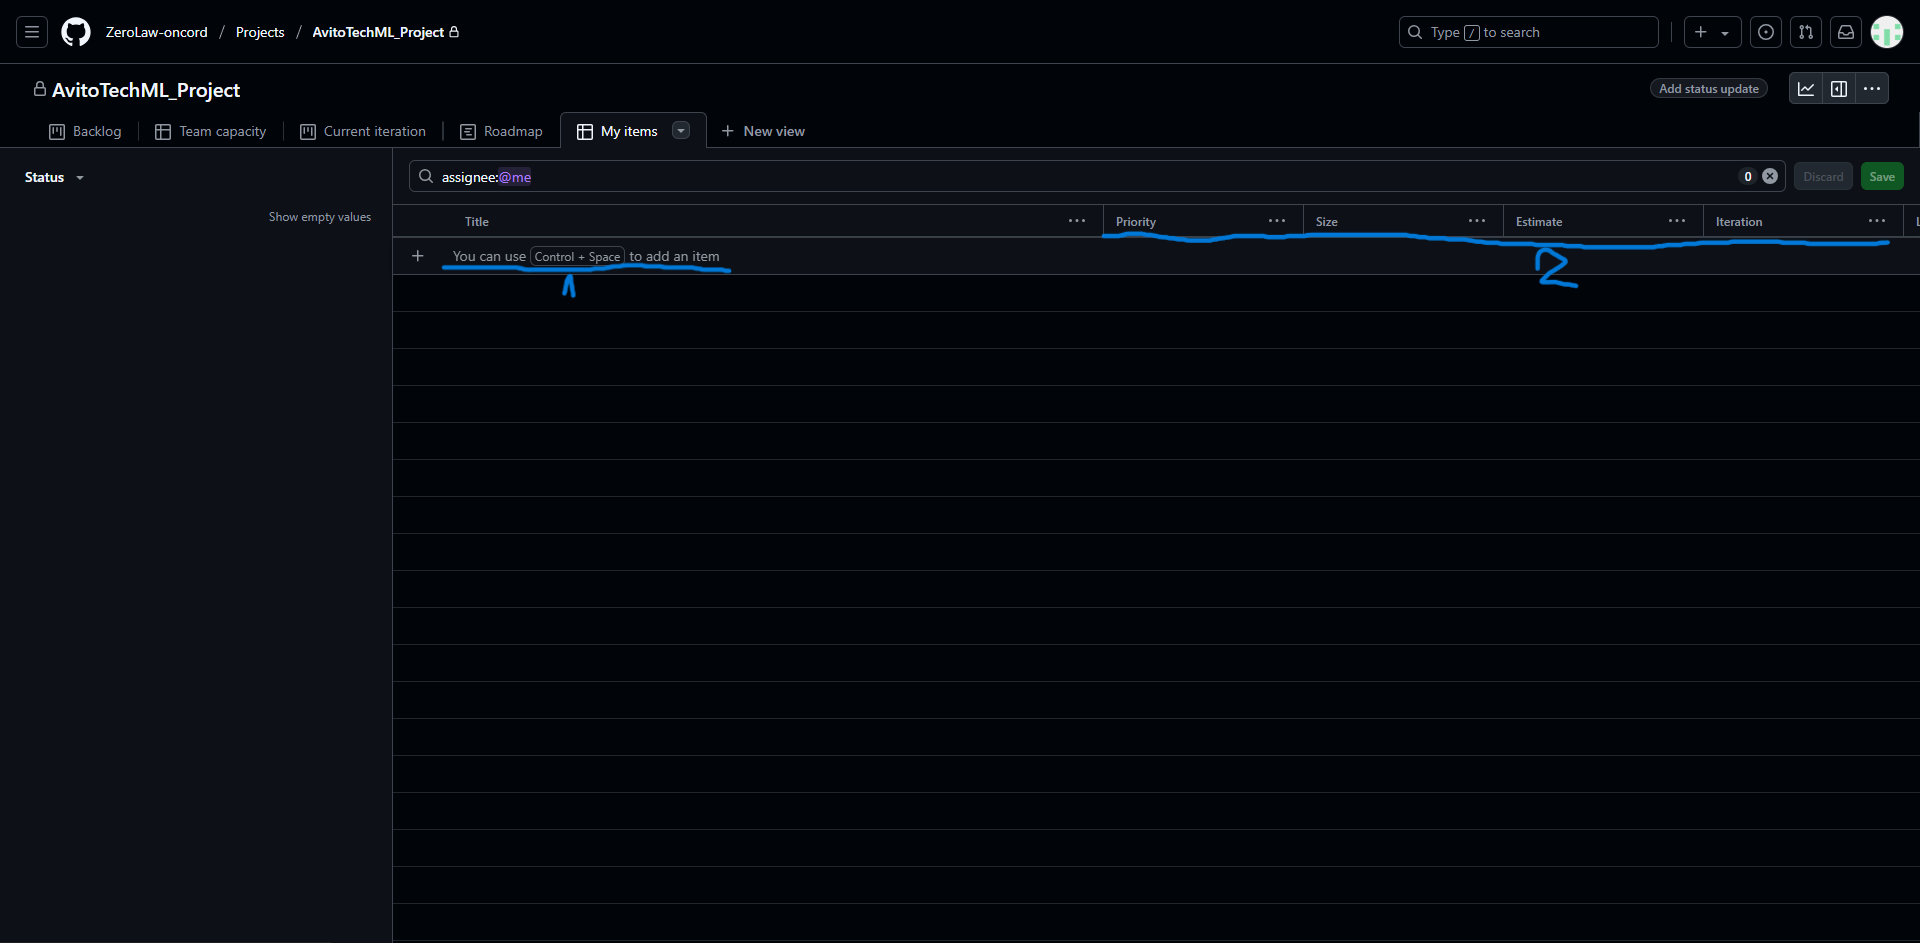 ZeroLaw-oncord / Projects / AvitoTechML_Project
Type / to search
AvitoTechML_Project
Add status update
Backlog
Team capacity
Current iteration
Roadmap
My items
New view
Status
Show empty values
assignee:@me
0
Discard
Save
Title
Priority
Size
Estimate
Iteration
You can use Control + Space to add an item
1
2